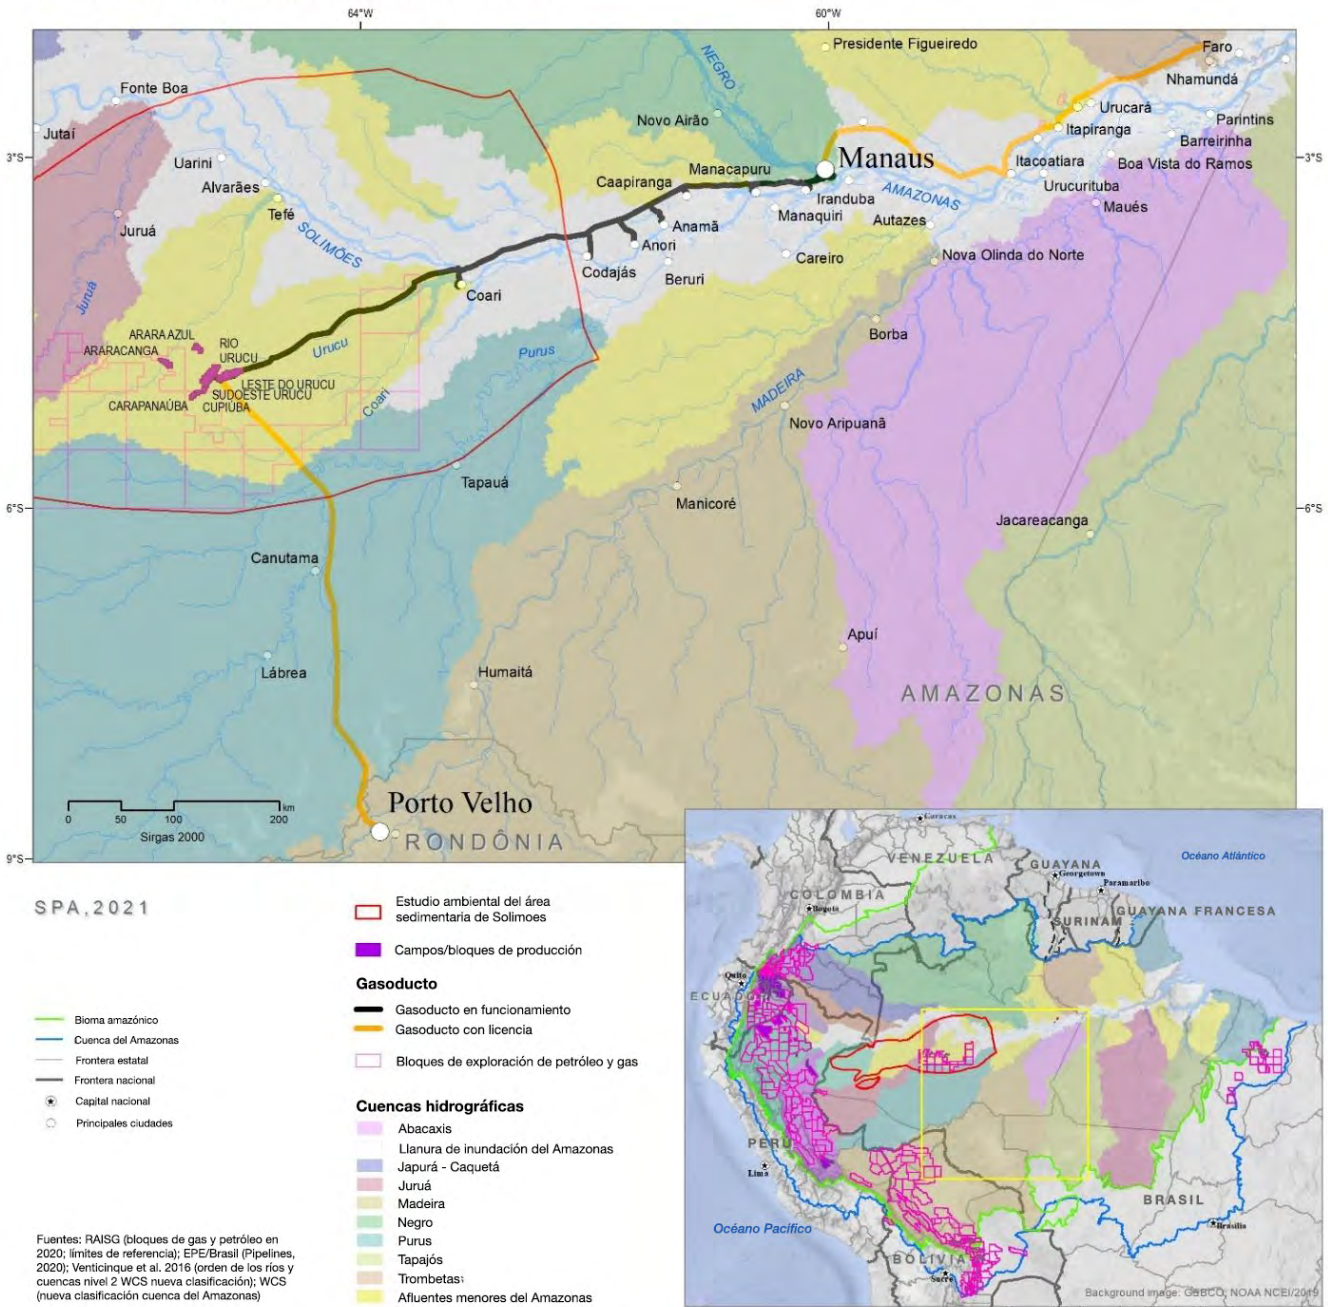 64°W
60°W
Presidente Figueiredo
Faro
Nhamundá
NEGRO
Fonte Boa
Urucará
Novo Airão
Parintins
Jutaí
Itapiranga
Barreirinha
3°S
Manaus
3°S
Uarini
Manacapuru
Itacoatiara
Boa Vista do Ramos
Alvarães
Caapiranga
Iranduba
AMAZONAS
Urucurituba
Tefé
Manaquiri
Maués
Juruá
SOLIMÕES
Anamã
Autazes
Anori
Careiro
Nova Olinda do Norte
Codajás
Beruri
Juruá
Coari
Borba
ARARA AZUL
RIO
URUCU
Urucu
Purus
ARARACANGA
LESTE DO URUCU
SUDOESTE URUCU
CARAPANAÚBA
CUPIÚBA
Coari
MADEIRA
Novo Aripuanã
Tapauá
Manicoré
6°S
6°S
Jacareacanga
Canutama
Apuí
Lábrea
Humaitá
AMAZONAS
Porto Velho
RONDÔNIA
0 50 100 200
km
Sirgas 2000
9°S
SPA, 2021
Estudio ambiental del área
sedimentaria de Solimoes
Campos/bloques de producción
Gasoducto
Gasoducto en funcionamiento
Gasoducto con licencia
Bloques de exploración de petróleo y gas
Bioma amazónico
Cuenca del Amazonas
Frontera estatal
Frontera nacional
Capital nacional
Principales ciudades
Cuencas hidrográficas
Abacaxis
Llanura de inundación del Amazonas
Japurá - Caquetá
Juruá
Madeira
Negro
Purus
Tapajós
Trombetas
Afluentes menores del Amazonas
Fuentes: RAISG (bloques de gas y petróleo en
2020; límites de referencia); EPE/Brasil (Pipelines,
2020); Venticinque et al. 2016 (orden de los ríos y
cuencas nivel 2 WCS nueva clasificación); WCS
(nueva clasificación cuenca del Amazonas)
Caracas
VENEZUELA
GUAYANA
Georgetown
Océano Atlántico
COLOMBIA
Bogotá
Paramaribo
SURINAM
GUAYANA FRANCESA
Quito
ECUADOR
PERÚ
Lima
BRASIL
Brasilia
Océano Pacífico
BOLIVIA
Sucre
Background image: GEBCO, NOAA NCEI/2019